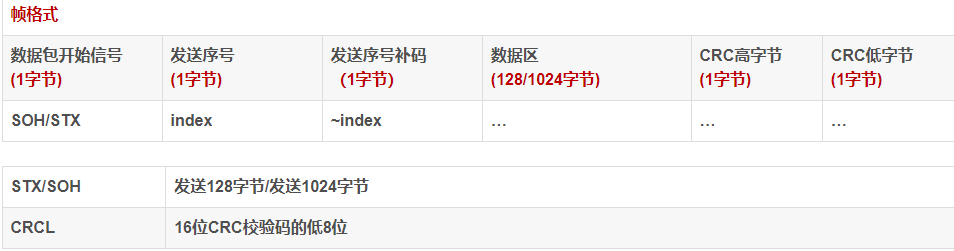 帧格式
数据包开始信号 发送序号 发送序号补码 数据区 CRC高字节 CRC低字节
(1字节) (1字节) （1字节) (128/1024字节) (1字节) (1字节)
SOH/STX index ~index … … …
STX/SOH 发送128字节/发送1024字节
CRCL 16位CRC校验码的低8位